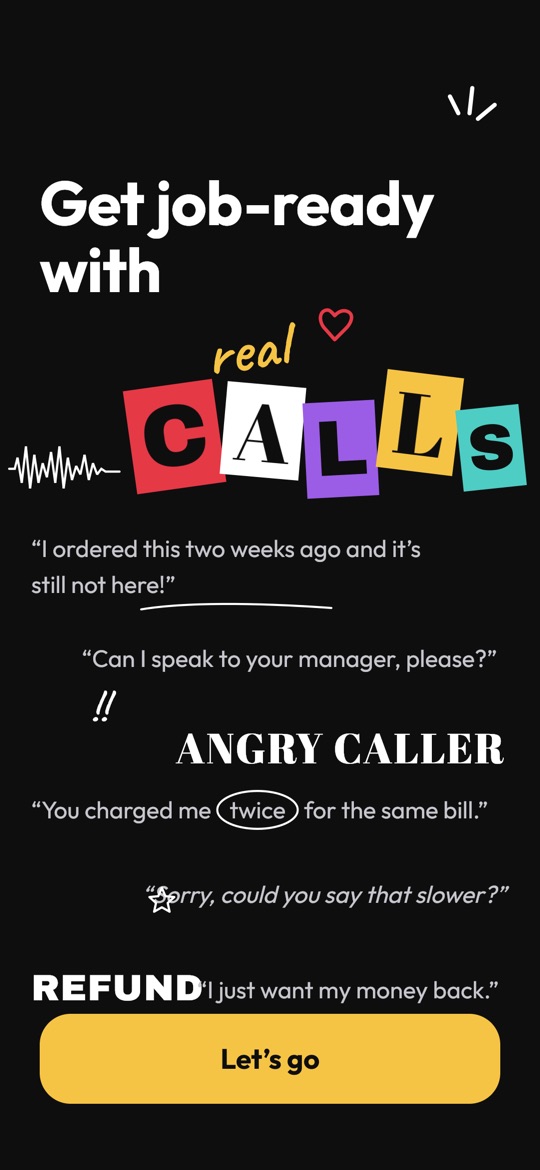 Get job-ready
with
real
CALLS
“I ordered this two weeks ago and it’s
still not here!”
“Can I speak to your manager, please?”
!!
ANGRY CALLER
“You charged me twice for the same bill.”
“Sorry, could you say that slower?”
REFUND “I just want my money back.”
Let’s go